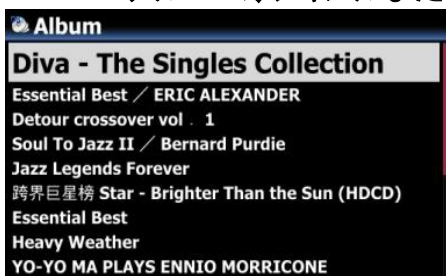 Album
Diva - The Singles Collection
Essential Best ／ ERIC ALEXANDER
Detour crossover vol．1
Soul To Jazz II ／ Bernard Purdie
Jazz Legends Forever
跨界巨星榜 Star - Brighter Than the Sun (HDCD)
Essential Best
Heavy Weather
YO-YO MA PLAYS ENNIO MORRICONE